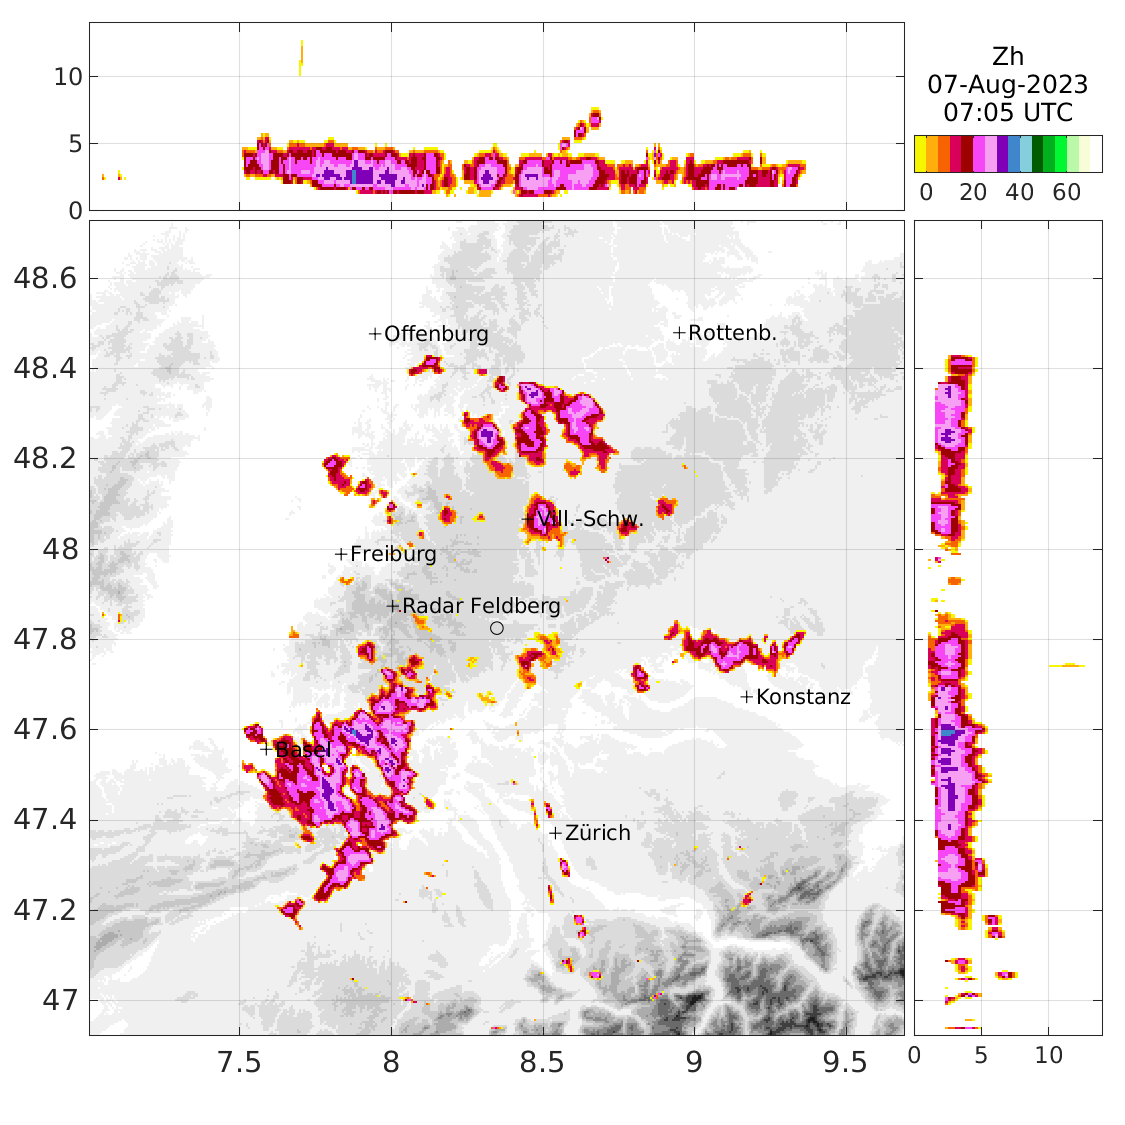 Zh
07-Aug-2023
07:05 UTC
0 20 40 60
10
5
0
48.6
48.4
48.2
48
47.8
47.6
47.4
47.2
47
+Offenburg
+Rottenb.
+Vill.-Schw.
+Freiburg
+Radar Feldberg
+Konstanz
+Basel
+Zürich
7.5 8 8.5 9 9.5
0 5 10